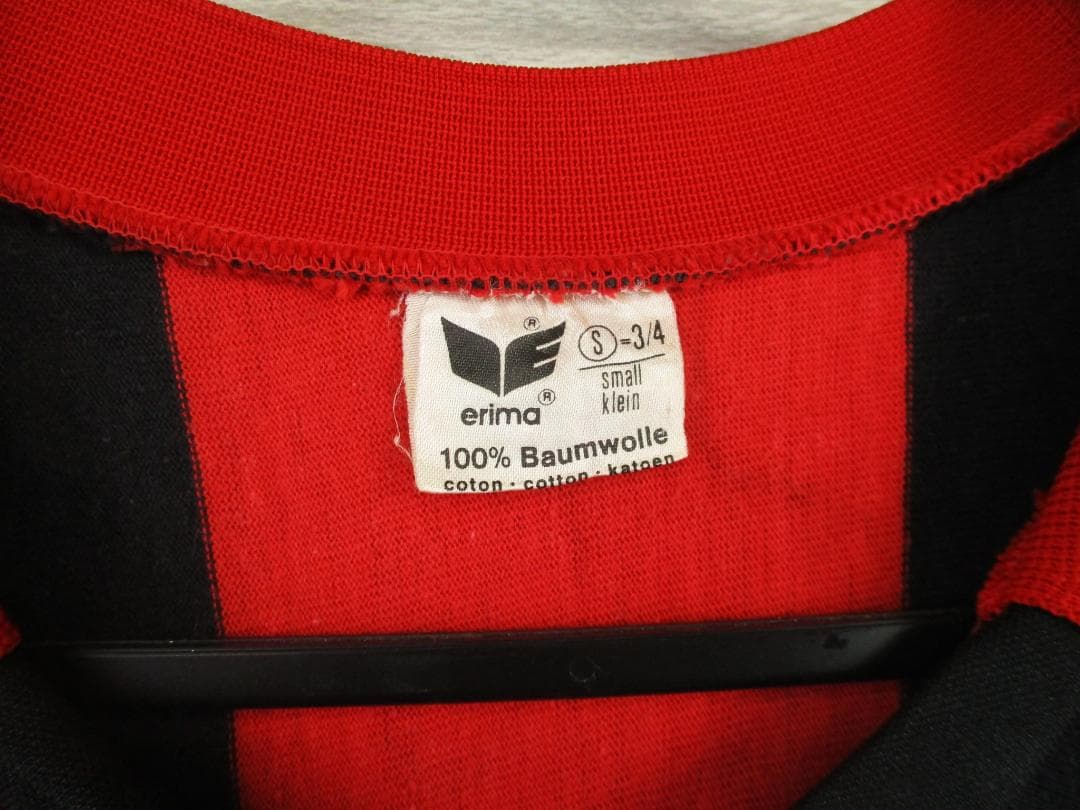 ®
Ⓢ=3/4
small
klein
erima®
100% Baumwolle
coton · cotton · katoen